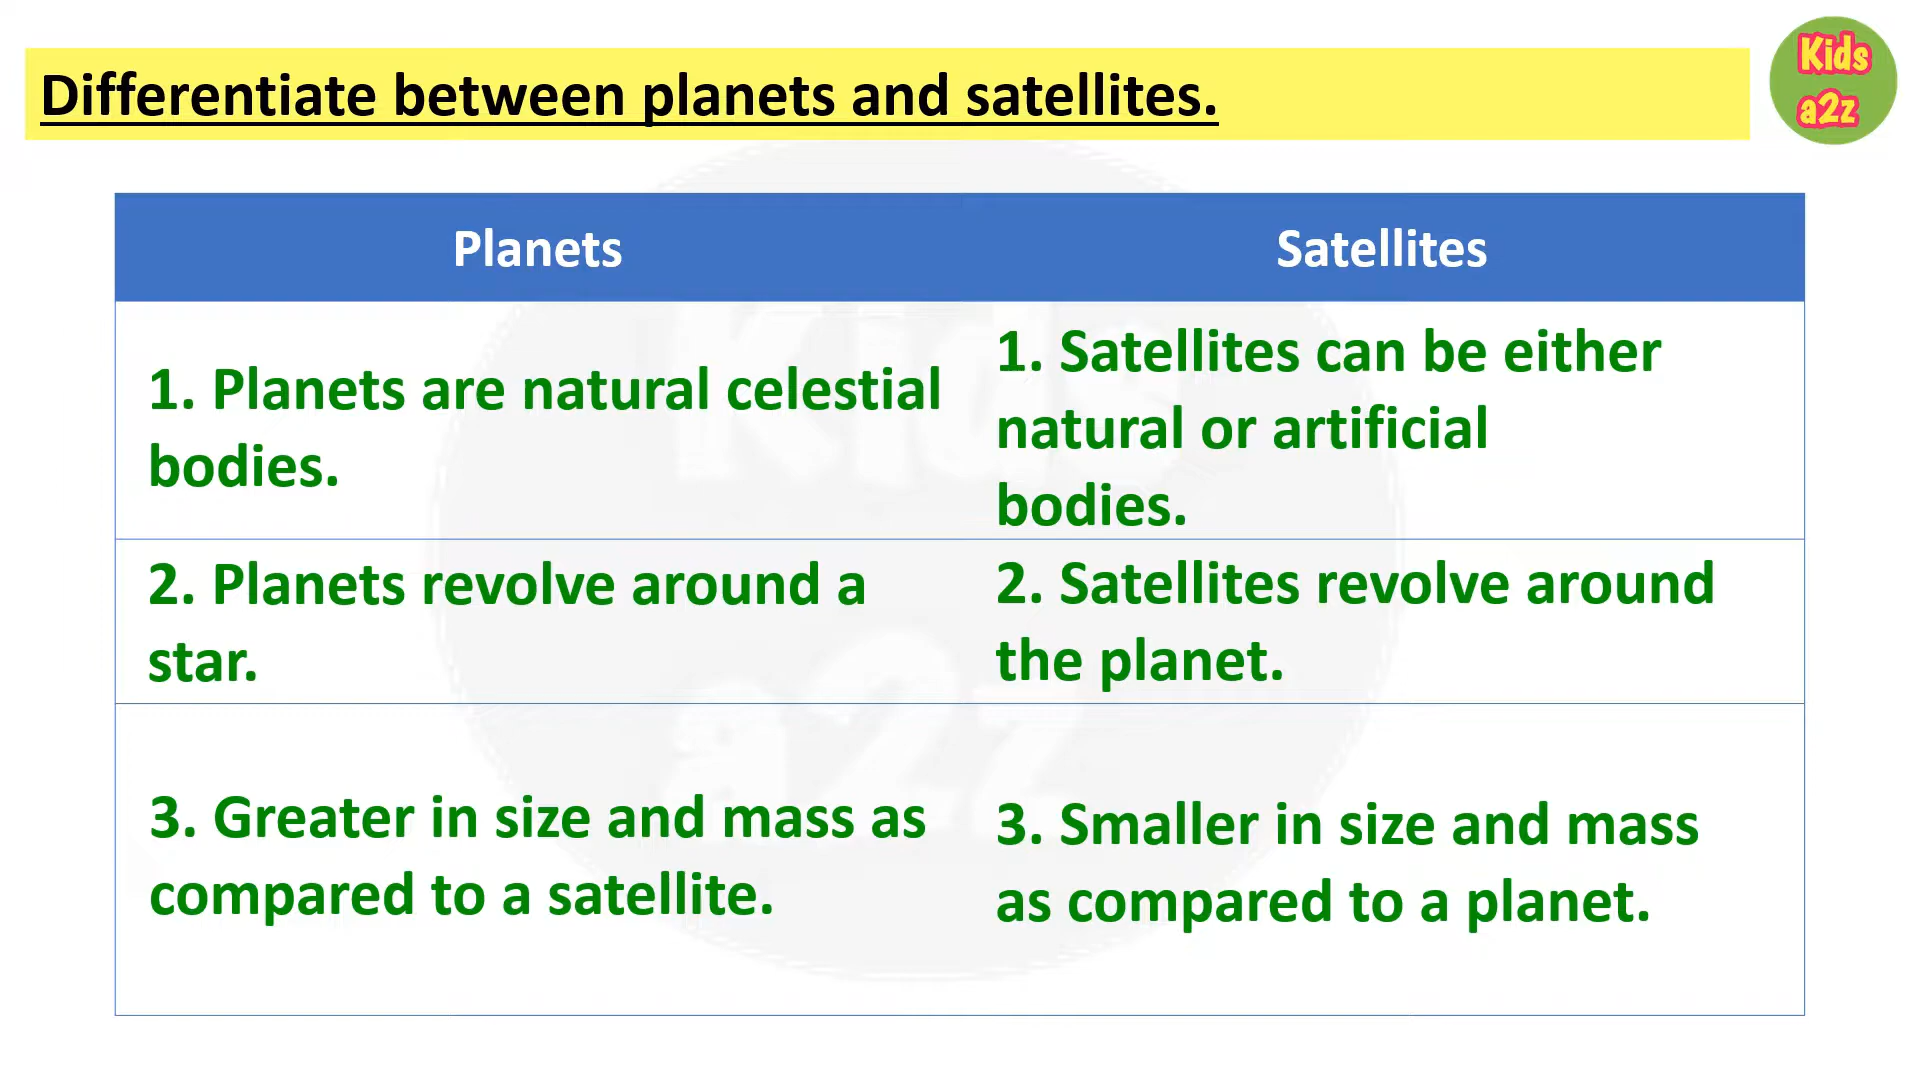 Differentiate between planets and satellites.
Kids
a2z
Planets
Satellites
1. Planets are natural celestial
bodies.
1. Satellites can be either
natural or artificial
bodies.
2. Planets revolve around a
star.
2. Satellites revolve around
the planet.
3. Greater in size and mass as
compared to a satellite.
3. Smaller in size and mass
as compared to a planet.
Kids
a2z